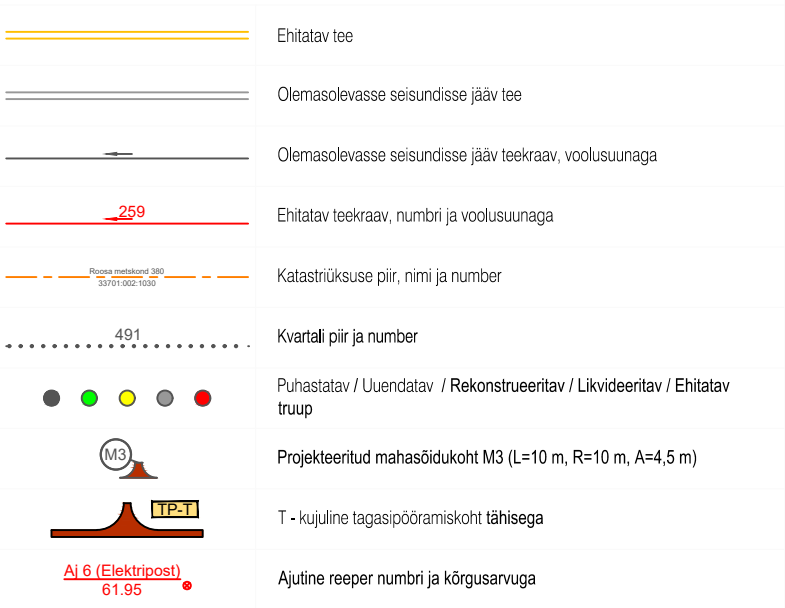 Ehitatav tee
Olemasolevasse seisundisse jääv tee
Olemasolevasse seisundisse jääv teekraav, voolusuunaga
259
Ehitatav teekraav, numbri ja voolusuunaga
Roosa metskond 380
33701:002:1030
Katastriüksuse piir, nimi ja number
491
Kvartali piir ja number
Puhastatav / Uuendatav / Rekonstrueeritav / Likvideeritav / Ehitatav
truup
M3
Projekteeritud mahasõidukoht M3 (L=10 m, R=10 m, A=4,5 m)
TP-T
T - kujuline tagasipööramiskoht tähisega
Aj 6 (Elektripost)
61.95
Ajutine reeper numbri ja kõrgusarvuga